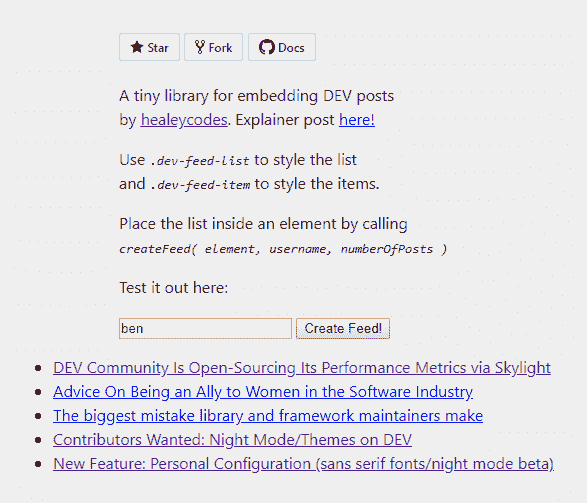 Star Fork Docs
A tiny library for embedding DEV posts
by healeycodes. Explainer post here!
Use .dev-feed-list to style the list
and .dev-feed-item to style the items.
Place the list inside an element by calling
createFeed( element, username, numberOfPosts )
Test it out here:
ben Create Feed!
DEV Community Is Open-Sourcing Its Performance Metrics via Skylight
Advice On Being an Ally to Women in the Software Industry
The biggest mistake library and framework maintainers make
Contributors Wanted: Night Mode/Themes on DEV
New Feature: Personal Configuration (sans serif fonts/night mode beta)